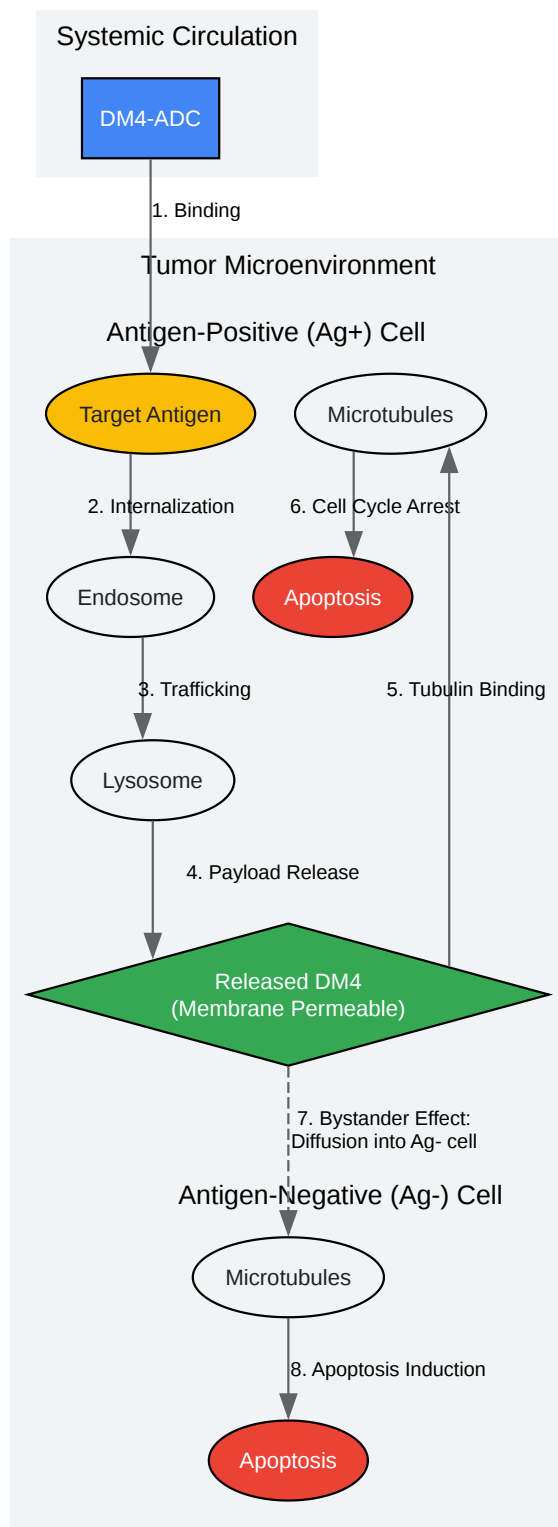 Systemic Circulation
DM4-ADC
1. Binding
Tumor Microenvironment
Antigen-Positive (Ag+) Cell
Target Antigen
Microtubules
2. Internalization
6. Cell Cycle Arrest
Endosome
Apoptosis
3. Trafficking
5. Tubulin Binding
Lysosome
4. Payload Release
Released DM4
(Membrane Permeable)
7. Bystander Effect:
Diffusion into Ag- cell
Antigen-Negative (Ag-) Cell
Microtubules
8. Apoptosis Induction
Apoptosis